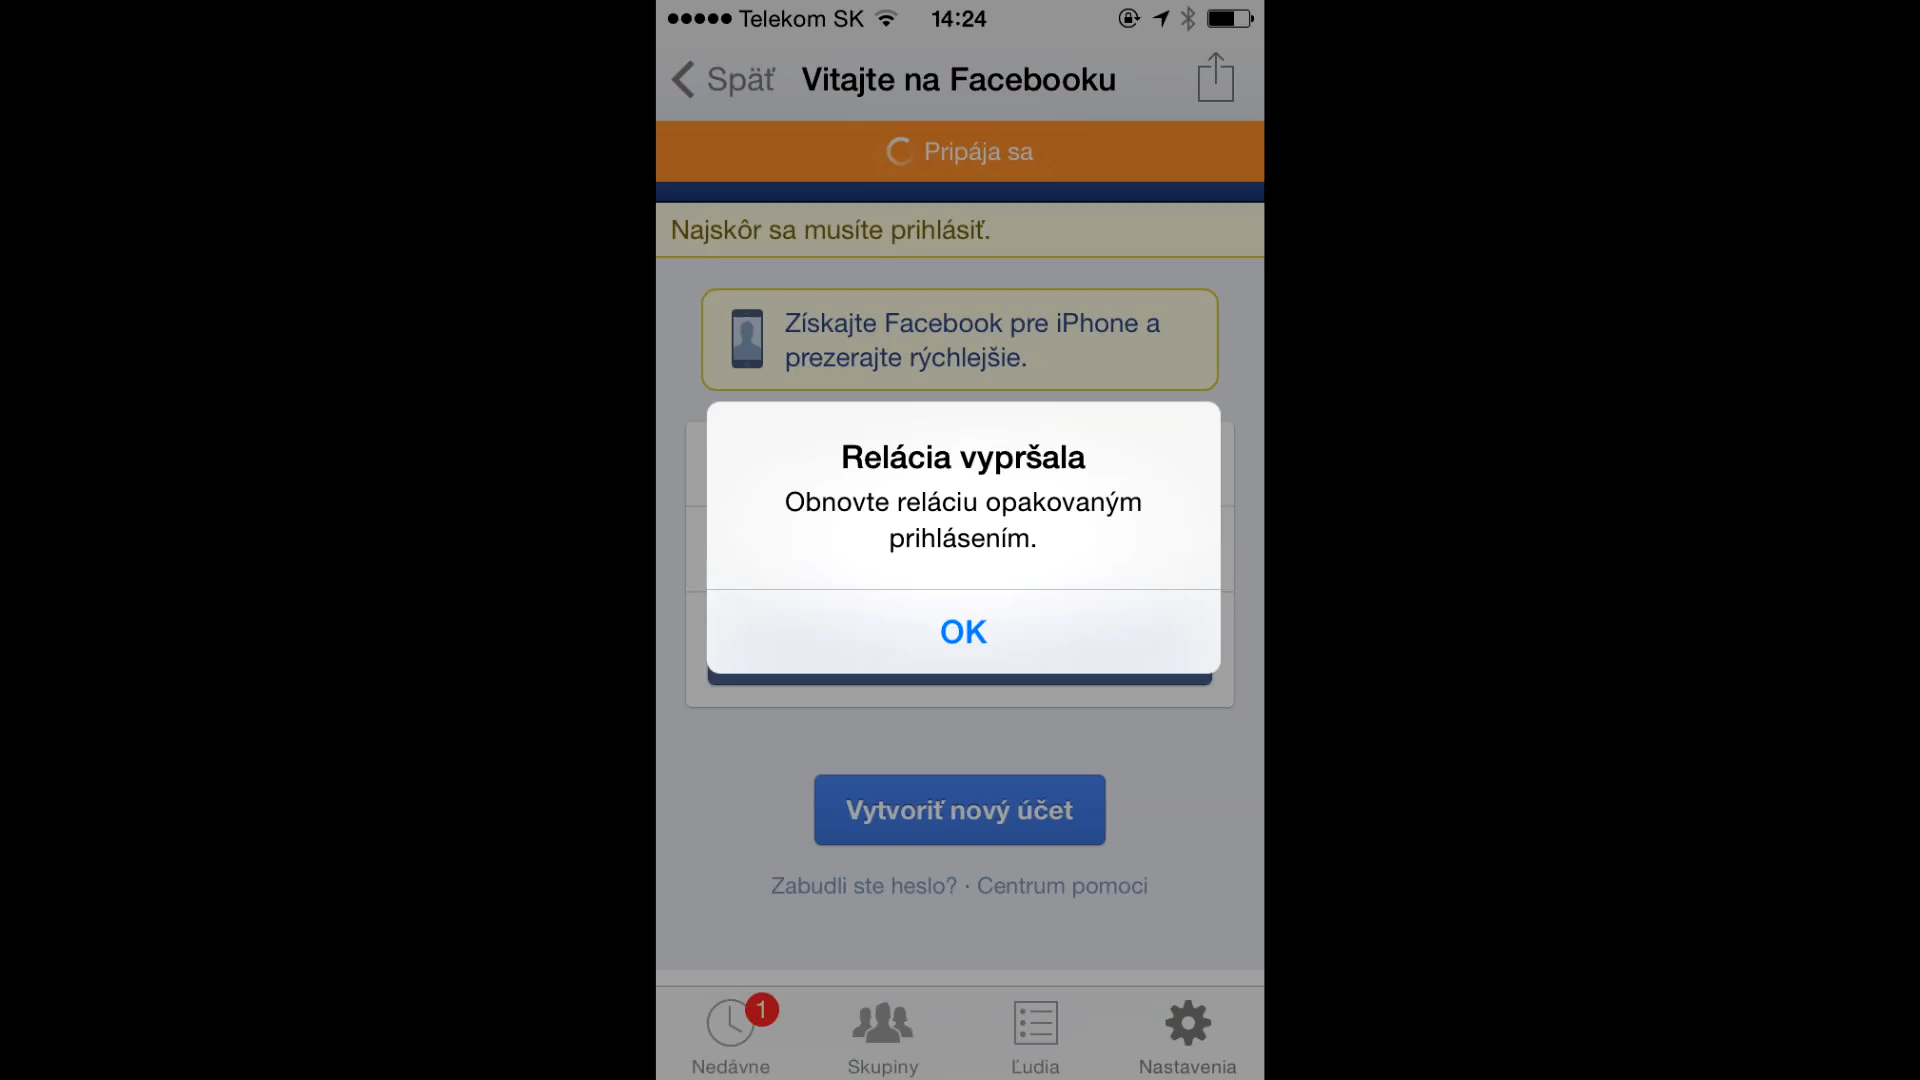 Telekom SK 14:24
Späť Vitajte na Facebooku
Pripája sa
Najskôr sa musíte prihlásiť.
Získajte Facebook pre iPhone a
prezerajte rýchlejšie.
Relácia vypršala
Obnovte reláciu opakovaným
prihlásením.
OK
Vytvoriť nový účet
Zabudli ste heslo? · Centrum pomoci
1
Nedávne Skupiny Ľudia Nastavenia